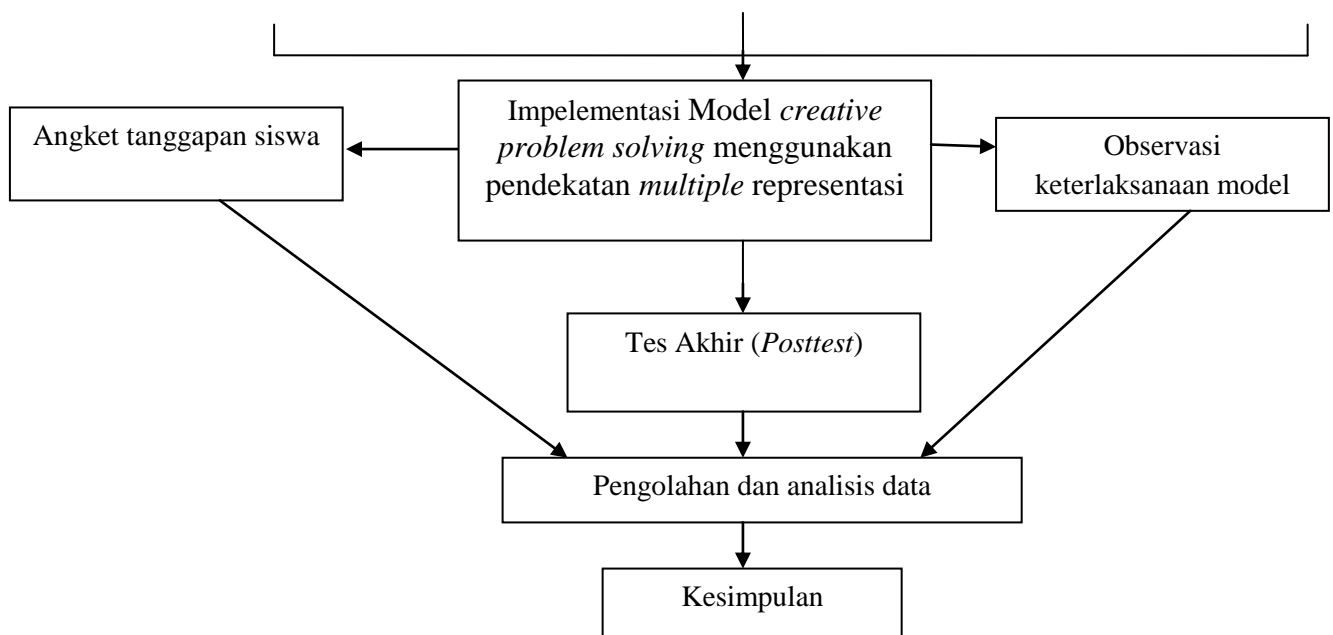 Angket tanggapan siswa
Impelementasi Model creative
problem solving menggunakan
pendekatan multiple representasi
Observasi
keterlaksanaan model
Tes Akhir (Posttest)
Pengolahan dan analisis data
Kesimpulan